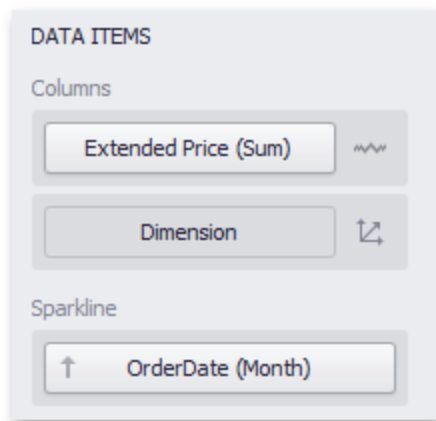 DATA ITEMS
Columns
Extended Price (Sum)
Dimension
Sparkline
OrderDate (Month)